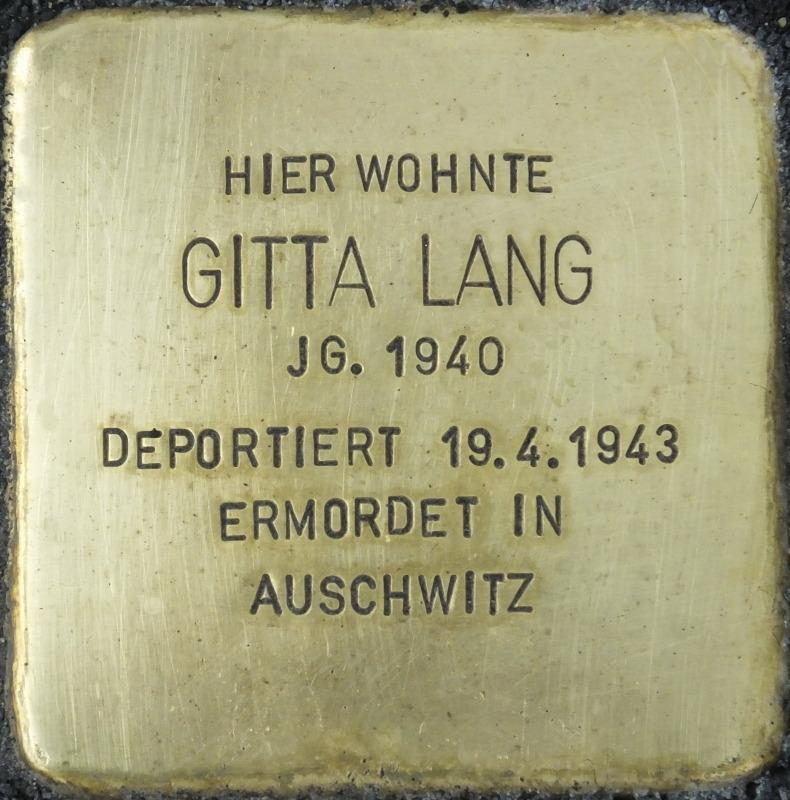 HIER WOHNTE
GITTA LANG
JG. 1940
DEPORTIERT 19.4.1943
ERMORDET IN
AUSCHWITZ